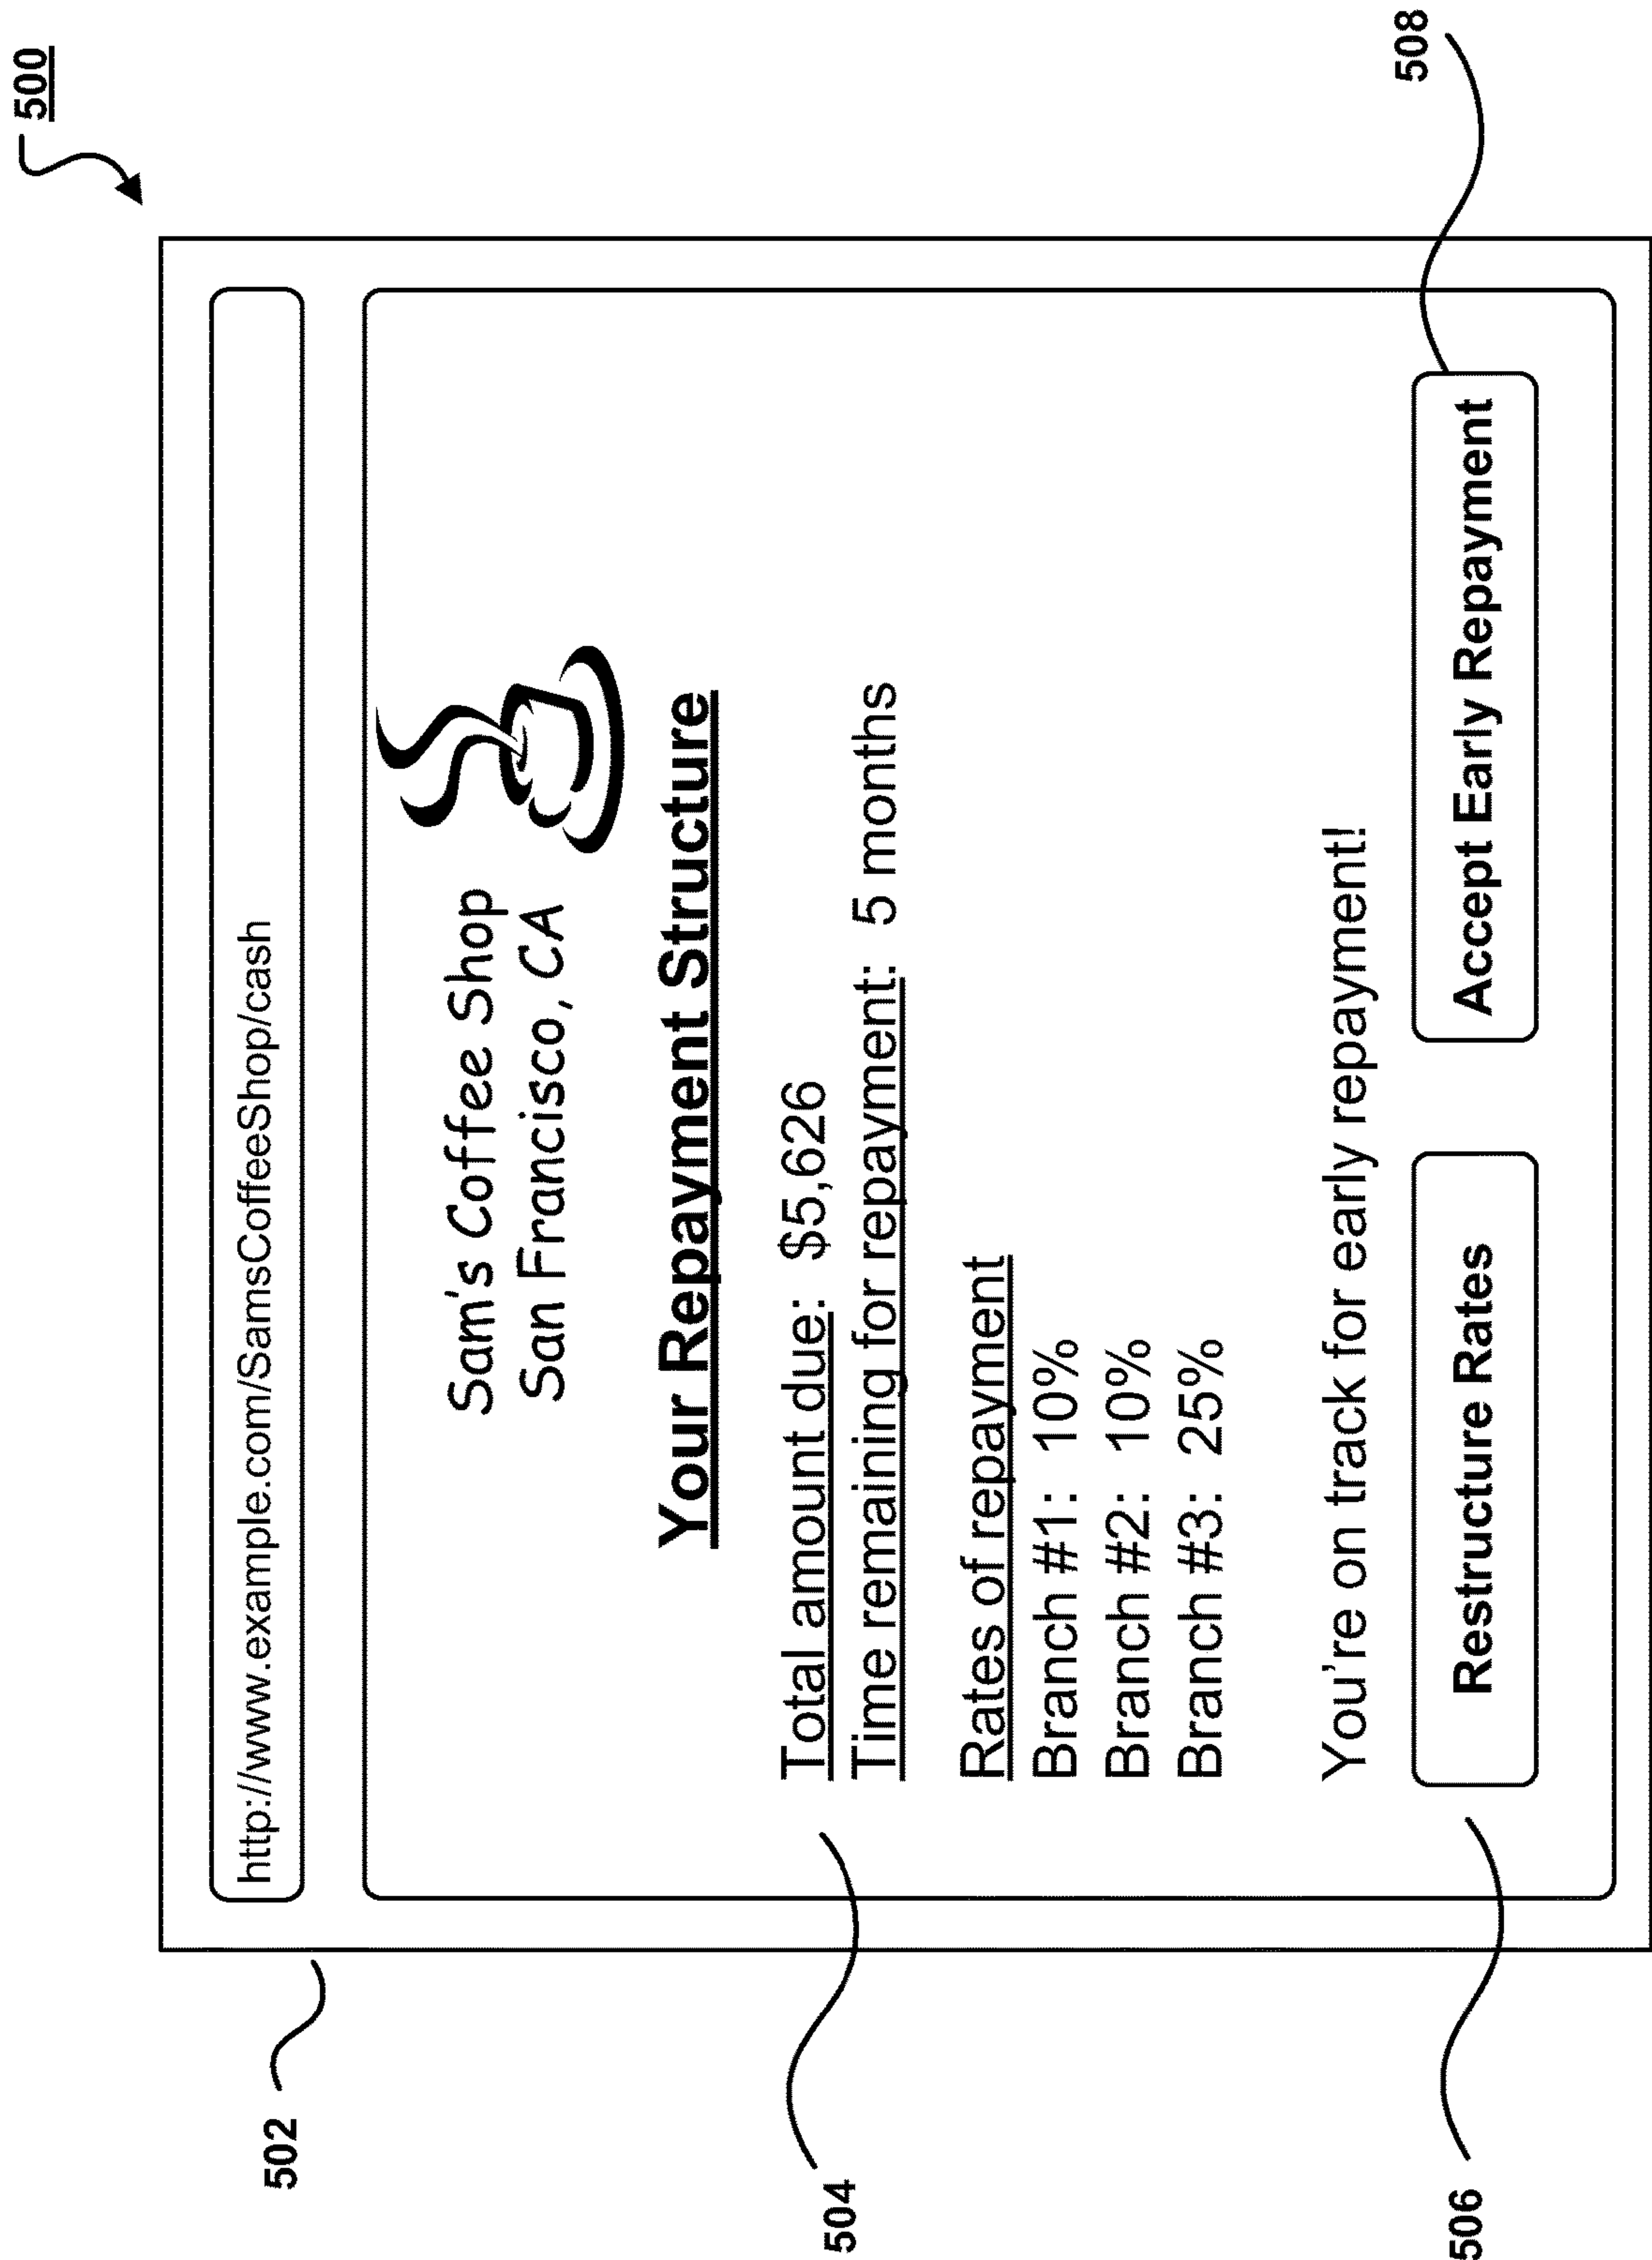 500
502
http://www.example.com/SamsCoffeeShop/cash
Sam's Coffee Shop
San Francisco, CA
Your Repayment Structure
504
Total amount due: $5,626
Time remaining for repayment: 5 months
Rates of repayment
Branch #1: 10%
Branch #2: 10%
Branch #3: 25%
You're on track for early repayment!
506
Restructure Rates
Accept Early Repayment
508